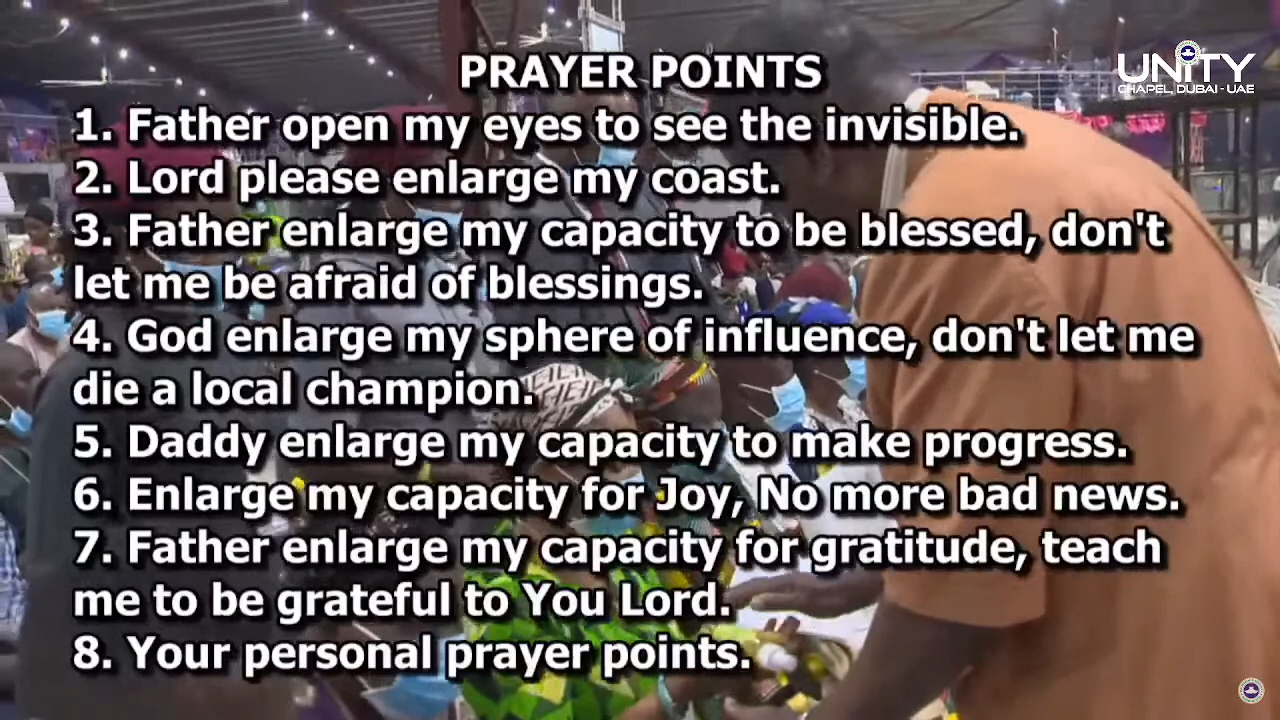 PRAYER POINTS
UNITY
CHAPEL, DUBAI - UAE
1. Father open my eyes to see the invisible.
2. Lord please enlarge my coast.
3. Father enlarge my capacity to be blessed, don't
let me be afraid of blessings.
4. God enlarge my sphere of influence, don't let me
die a local champion.
5. Daddy enlarge my capacity to make progress.
6. Enlarge my capacity for Joy, No more bad news.
7. Father enlarge my capacity for gratitude, teach
me to be grateful to You Lord.
8. Your personal prayer points.